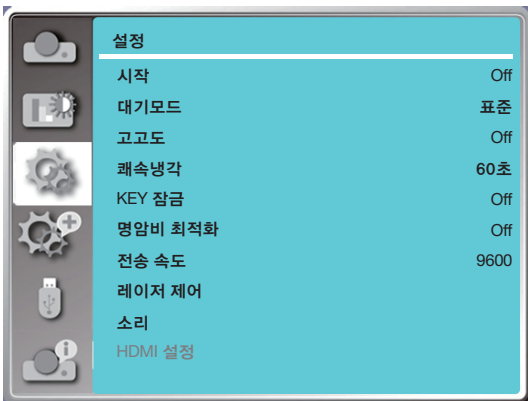 설정
시작 Off
대기모드 표준
고고도 Off
쾌속냉각 60초
KEY 잠금 Off
명암비 최적화 Off
전송 속도 9600
레이저 제어
소리
HDMI 설정